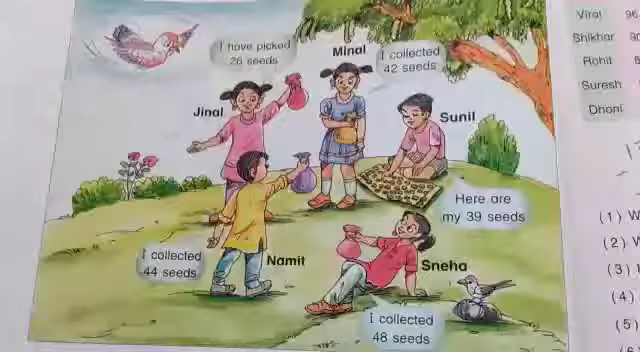 I have picked
26 seeds
Minal
I collected
42 seeds
Jinal
Sunil
Here are
my 39 seeds
I collected
44 seeds
Namit
Sneha
I collected
48 seeds
Virat 96
Shikhar
Rohit
Suresh
Dhoni
(1) W
(2) W
(3)
(4)
(5)